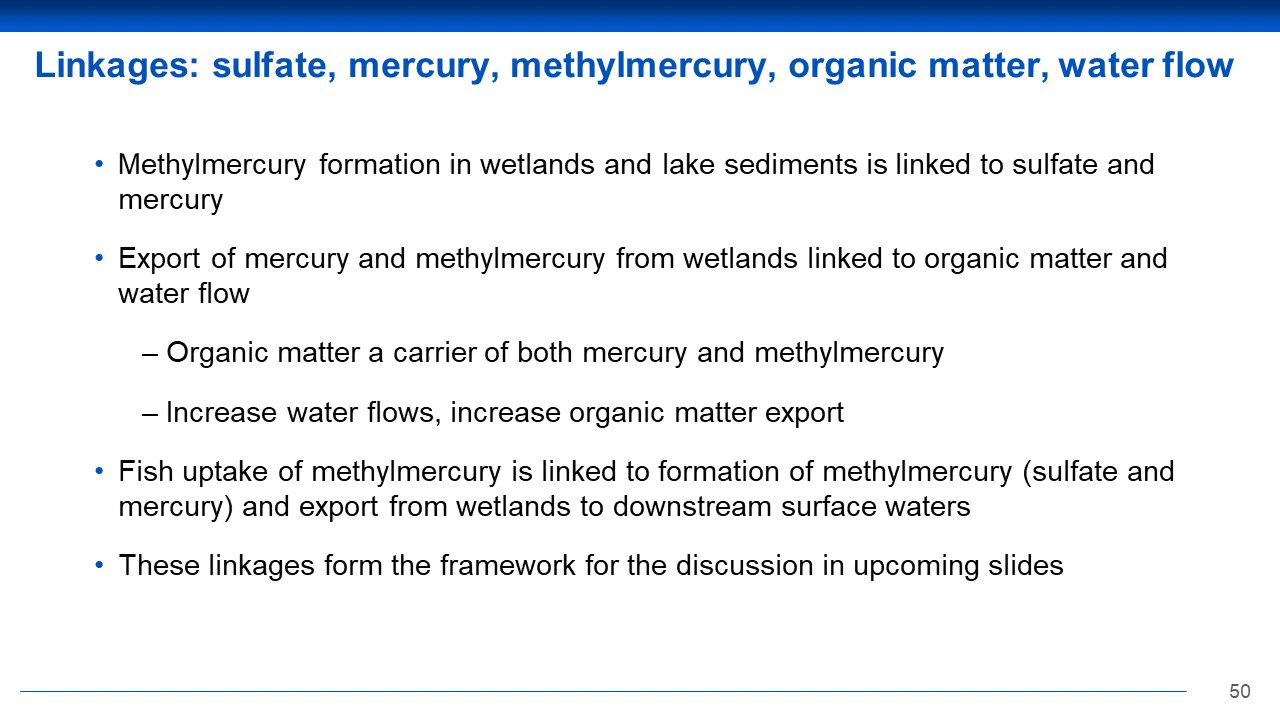 Linkages: sulfate, mercury, methylmercury, organic matter, water flow
• Methylmercury formation in wetlands and lake sediments is linked to sulfate and
mercury
• Export of mercury and methylmercury from wetlands linked to organic matter and
water flow
– Organic matter a carrier of both mercury and methylmercury
– Increase water flows, increase organic matter export
• Fish uptake of methylmercury is linked to formation of methylmercury (sulfate and
mercury) and export from wetlands to downstream surface waters
• These linkages form the framework for the discussion in upcoming slides
50